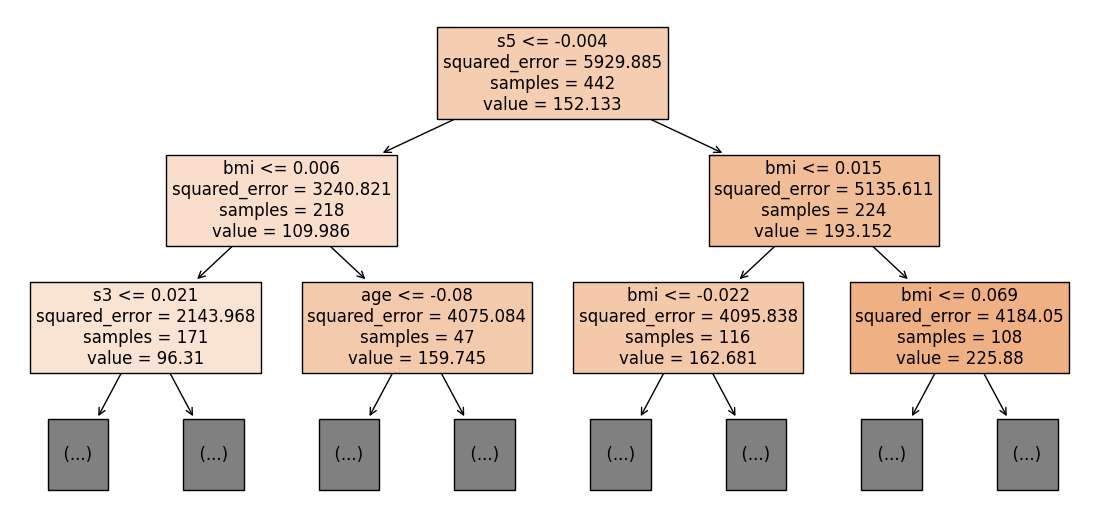 s5 <= -0.004
squared_error = 5929.885
samples = 442
value = 152.133
bmi <= 0.006
squared_error = 3240.821
samples = 218
value = 109.986
bmi <= 0.015
squared_error = 5135.611
samples = 224
value = 193.152
s3 <= 0.021
squared_error = 2143.968
samples = 171
value = 96.31
age <= -0.08
squared_error = 4075.084
samples = 47
value = 159.745
bmi <= -0.022
squared_error = 4095.838
samples = 116
value = 162.681
bmi <= 0.069
squared_error = 4184.05
samples = 108
value = 225.88
(...)
(...)
(...)
(...)
(...)
(...)
(...)
(...)